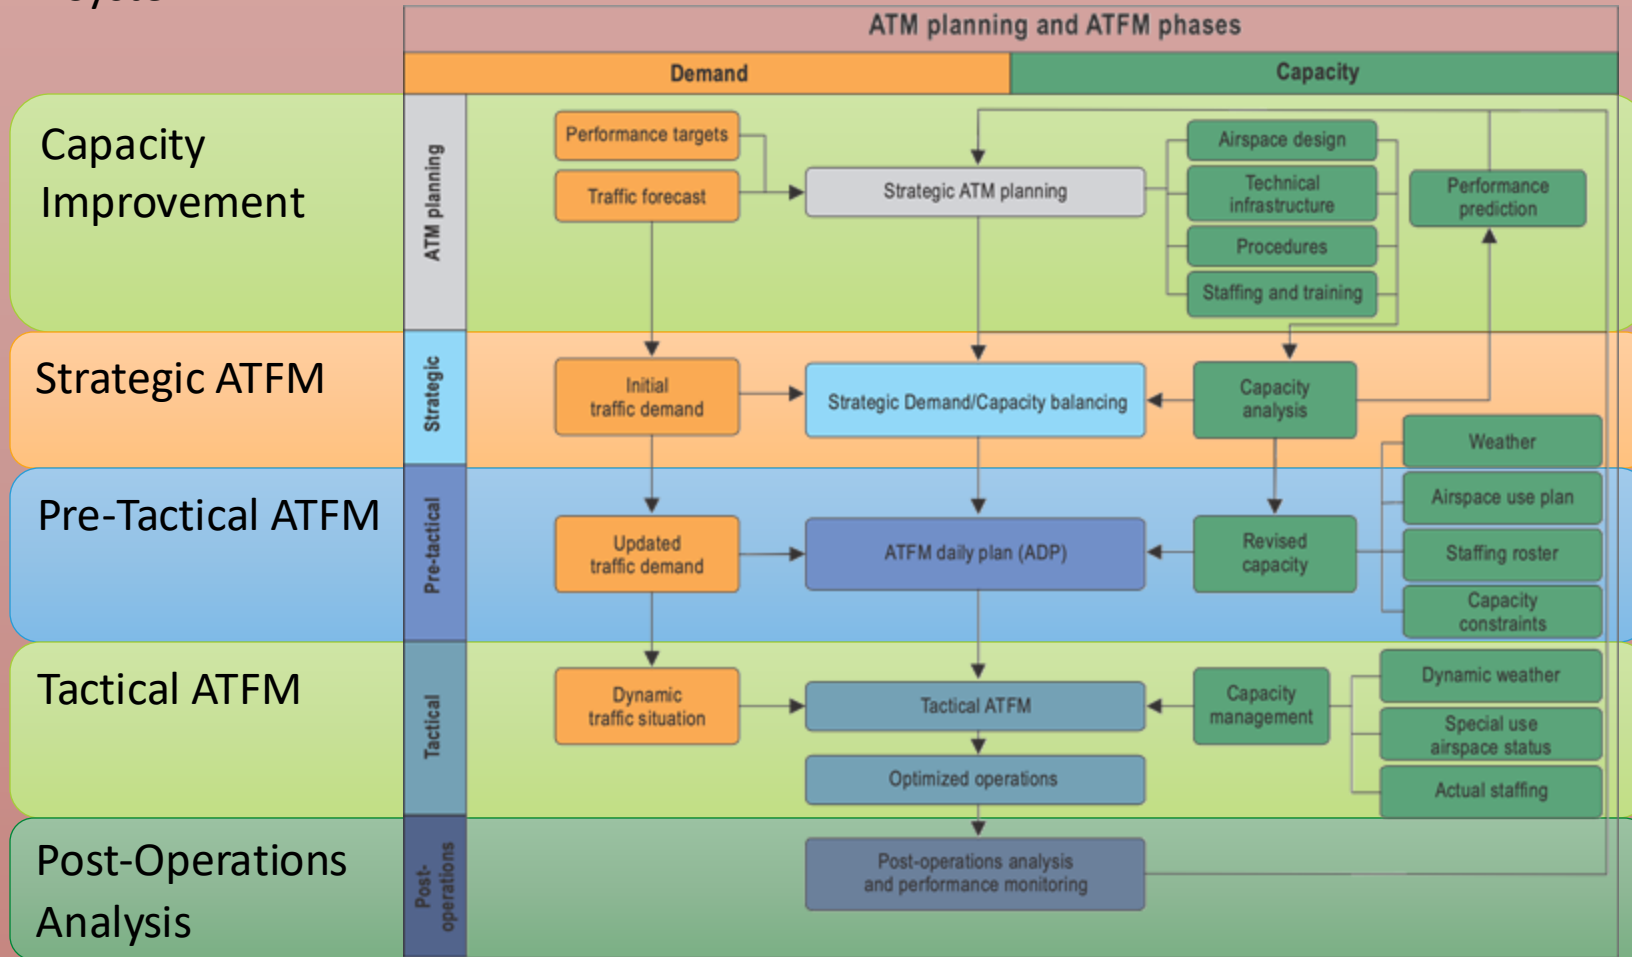 ATM planning and ATFM phases
Demand
Capacity
Capacity
Improvement
ATM planning
Performance targets
Traffic forecast
Strategic ATM planning
Airspace design
Technical
infrastructure
Procedures
Staffing and training
Performance
prediction
Strategic ATFM
Strategic
Initial
traffic demand
Strategic Demand/Capacity balancing
Capacity
analysis
Weather
Pre-Tactical ATFM
Pre-tactical
Updated
traffic demand
ATFM daily plan (ADP)
Revised
capacity
Airspace use plan
Staffing roster
Capacity
constraints
Tactical ATFM
Tactical
Dynamic
traffic situation
Tactical ATFM
Optimized operations
Capacity
management
Dynamic weather
Special use
airspace status
Actual staffing
Post-Operations
Analysis
Post-
operations
Post-operations analysis
and performance monitoring